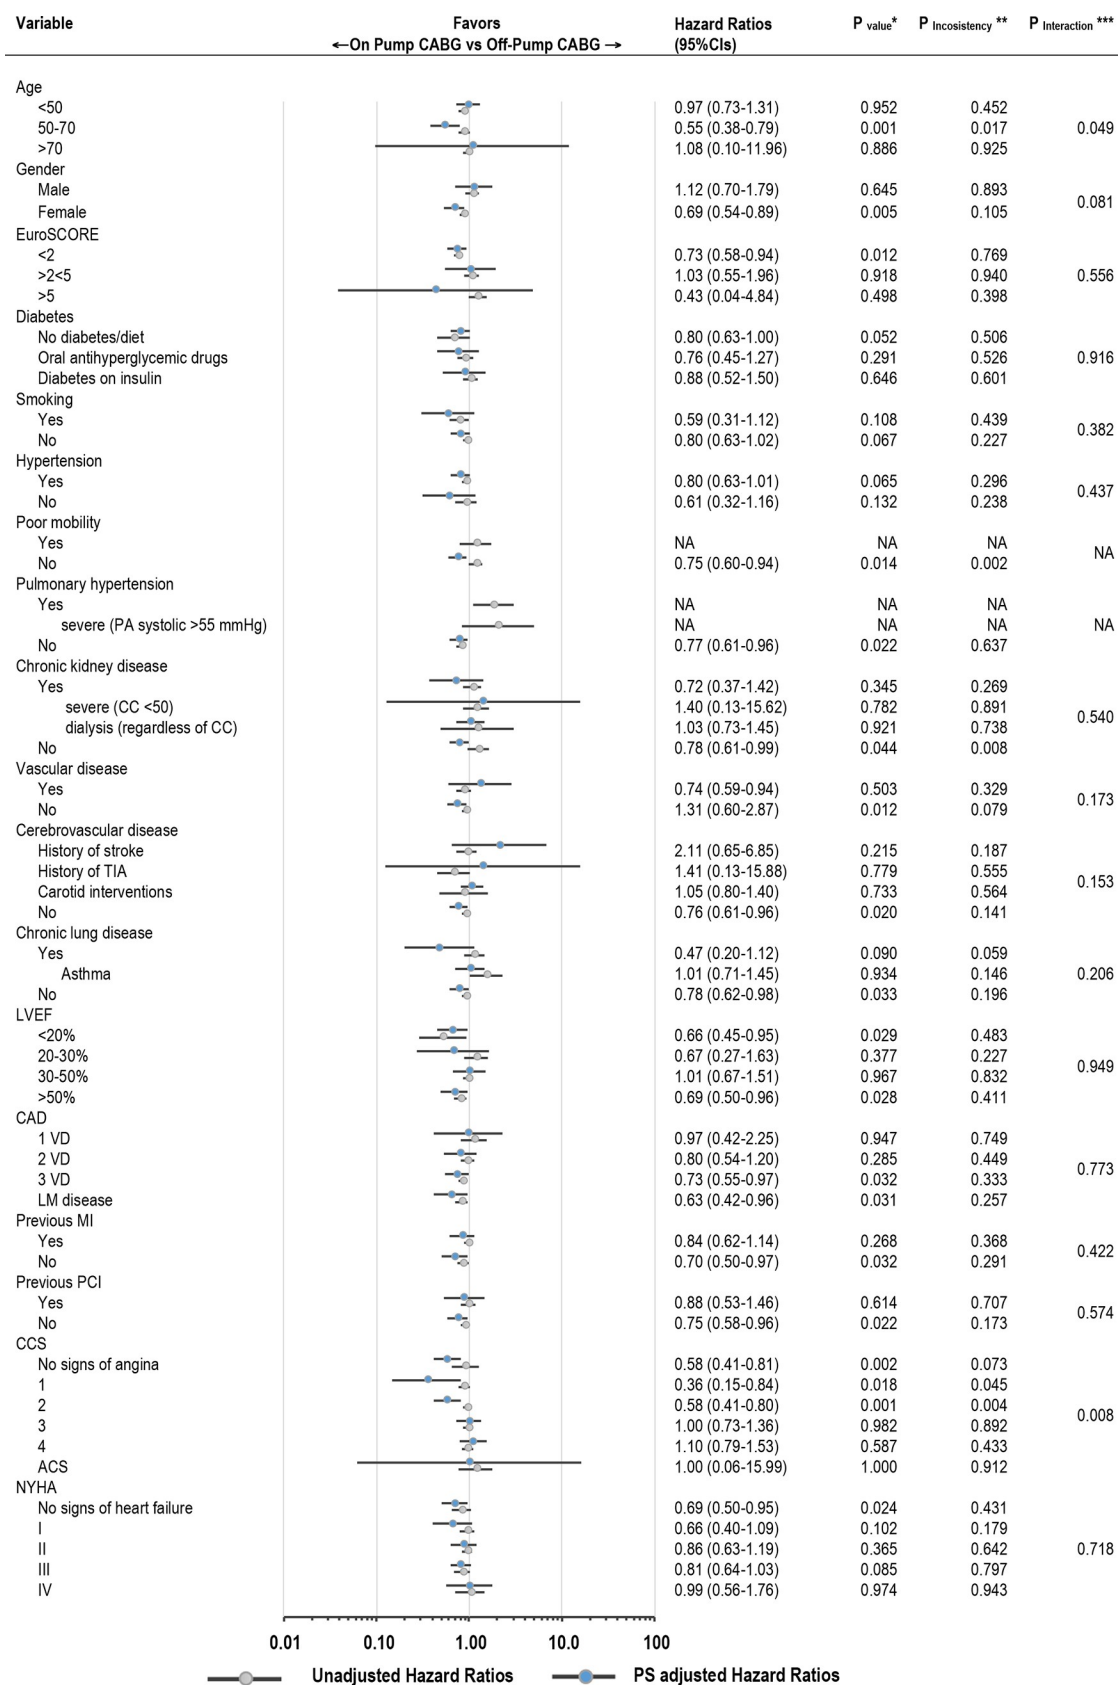 Variable Favors Hazard Ratios P value* P Incosistency ** P Interaction ***
←On Pump CABG vs Off-Pump CABG → (95%CIs)
Age
<50 0.97 (0.73-1.31) 0.952 0.452
50-70 0.55 (0.38-0.79) 0.001 0.017 0.049
>70 1.08 (0.10-11.96) 0.886 0.925
Gender
Male 1.12 (0.70-1.79) 0.645 0.893
0.081
Female 0.69 (0.54-0.89) 0.005 0.105
EuroSCORE
<2 0.73 (0.58-0.94) 0.012 0.769
>2<5 1.03 (0.55-1.96) 0.918 0.940 0.556
>5 0.43 (0.04-4.84) 0.498 0.398
Diabetes
No diabetes/diet 0.80 (0.63-1.00) 0.052 0.506
Oral antihyperglycemic drugs 0.76 (0.45-1.27) 0.291 0.526 0.916
Diabetes on insulin 0.88 (0.52-1.50) 0.646 0.601
Smoking
Yes 0.59 (0.31-1.12) 0.108 0.439
0.382
No 0.80 (0.63-1.02) 0.067 0.227
Hypertension
Yes 0.80 (0.63-1.01) 0.065 0.296
0.437
No 0.61 (0.32-1.16) 0.132 0.238
Poor mobility
Yes NA NA NA
NA
No 0.75 (0.60-0.94) 0.014 0.002
Pulmonary hypertension
Yes NA NA NA
severe (PA systolic >55 mmHg) NA NA NA NA
No 0.77 (0.61-0.96) 0.022 0.637
Chronic kidney disease
Yes 0.72 (0.37-1.42) 0.345 0.269
severe (CC <50) 1.40 (0.13-15.62) 0.782 0.891
0.540
dialysis (regardless of CC) 1.03 (0.73-1.45) 0.921 0.738
No 0.78 (0.61-0.99) 0.044 0.008
Vascular disease
Yes 0.74 (0.59-0.94) 0.503 0.329
0.173
No 1.31 (0.60-2.87) 0.012 0.079
Cerebrovascular disease
History of stroke 2.11 (0.65-6.85) 0.215 0.187
History of TIA 1.41 (0.13-15.88) 0.779 0.555
0.153
Carotid interventions 1.05 (0.80-1.40) 0.733 0.564
No 0.76 (0.61-0.96) 0.020 0.141
Chronic lung disease
Yes 0.47 (0.20-1.12) 0.090 0.059
Asthma 1.01 (0.71-1.45) 0.934 0.146 0.206
No 0.78 (0.62-0.98) 0.033 0.196
LVEF
<20% 0.66 (0.45-0.95) 0.029 0.483
20-30% 0.67 (0.27-1.63) 0.377 0.227
0.949
30-50% 1.01 (0.67-1.51) 0.967 0.832
>50% 0.69 (0.50-0.96) 0.028 0.411
CAD
1 VD 0.97 (0.42-2.25) 0.947 0.749
2 VD 0.80 (0.54-1.20) 0.285 0.449
0.773
3 VD 0.73 (0.55-0.97) 0.032 0.333
LM disease 0.63 (0.42-0.96) 0.031 0.257
Previous MI
Yes 0.84 (0.62-1.14) 0.268 0.368
0.422
No 0.70 (0.50-0.97) 0.032 0.291
Previous PCI
Yes 0.88 (0.53-1.46) 0.614 0.707
0.574
No 0.75 (0.58-0.96) 0.022 0.173
CCS
No signs of angina 0.58 (0.41-0.81) 0.002 0.073
1 0.36 (0.15-0.84) 0.018 0.045
2 0.58 (0.41-0.80) 0.001 0.004
0.008
3 1.00 (0.73-1.36) 0.982 0.892
4 1.10 (0.79-1.53) 0.587 0.433
ACS 1.00 (0.06-15.99) 1.000 0.912
NYHA
No signs of heart failure 0.69 (0.50-0.95) 0.024 0.431
I 0.66 (0.40-1.09) 0.102 0.179
II 0.86 (0.63-1.19) 0.365 0.642 0.718
III 0.81 (0.64-1.03) 0.085 0.797
IV 0.99 (0.56-1.76) 0.974 0.943
0.01 0.10 1.00 10.0 100
Unadjusted Hazard Ratios PS adjusted Hazard Ratios